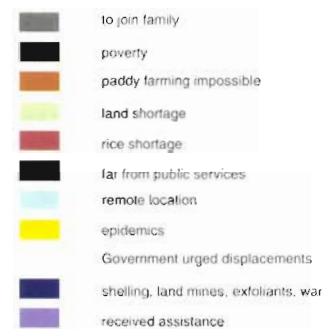 to join family
poverty
paddy farming impossible
land shortage
rice shortage
far from public services
remote location
epidemics
Government urged displacements
shelling, land mines, exfoliants, war
received assistance